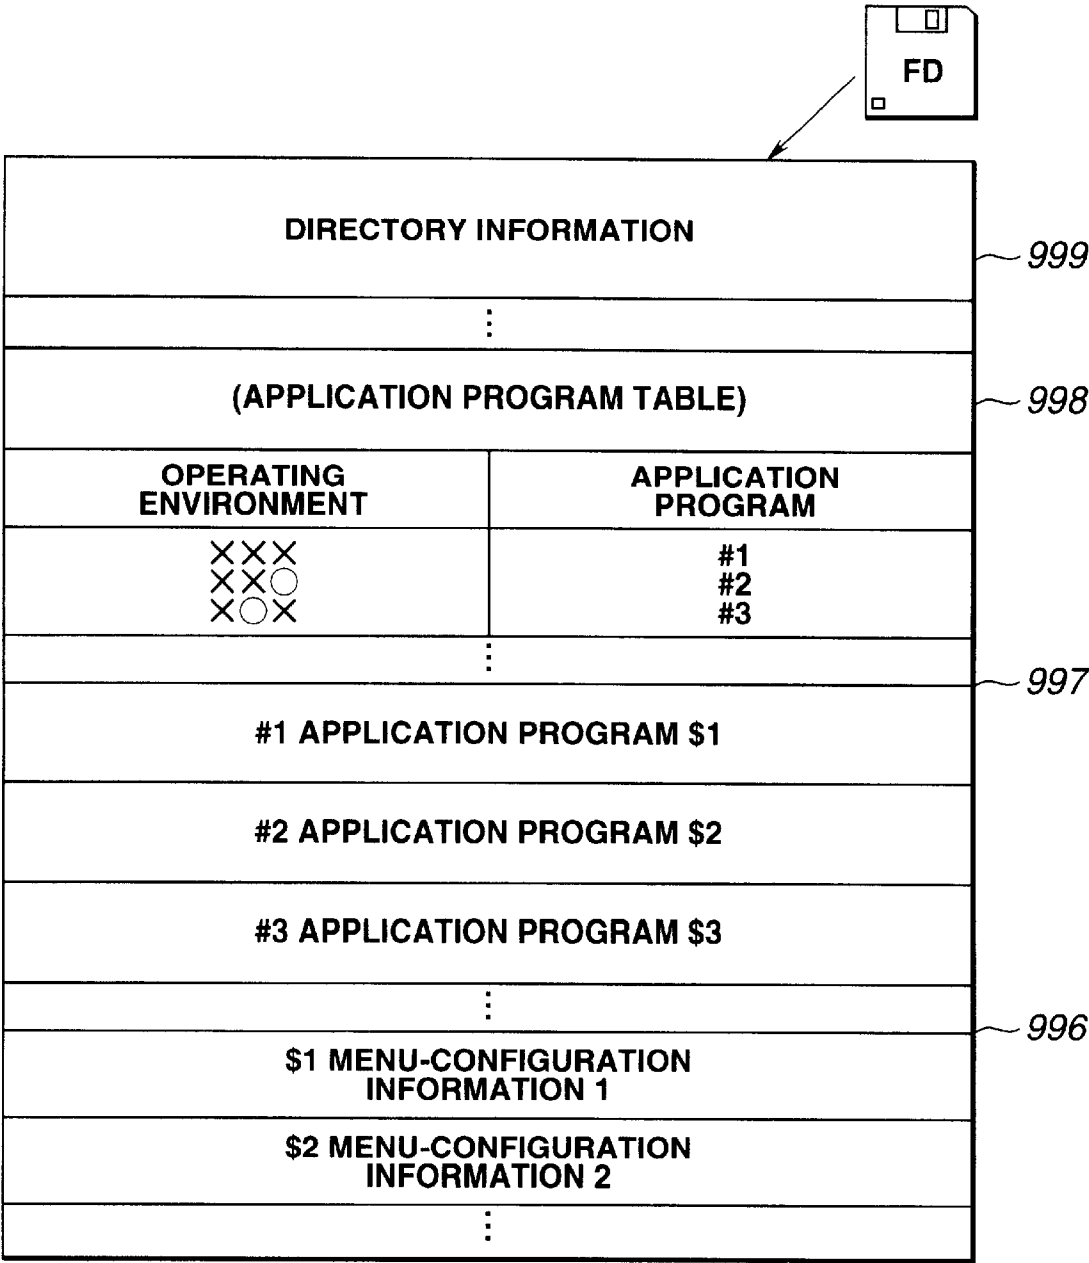 FD
DIRECTORY INFORMATION
999
(APPLICATION PROGRAM TABLE)
998
OPERATING
ENVIRONMENT
APPLICATION
PROGRAM
XXX
XX○
X○X
#1
#2
#3
997
#1 APPLICATION PROGRAM $1
#2 APPLICATION PROGRAM $2
#3 APPLICATION PROGRAM $3
996
$1 MENU-CONFIGURATION
INFORMATION 1
$2 MENU-CONFIGURATION
INFORMATION 2